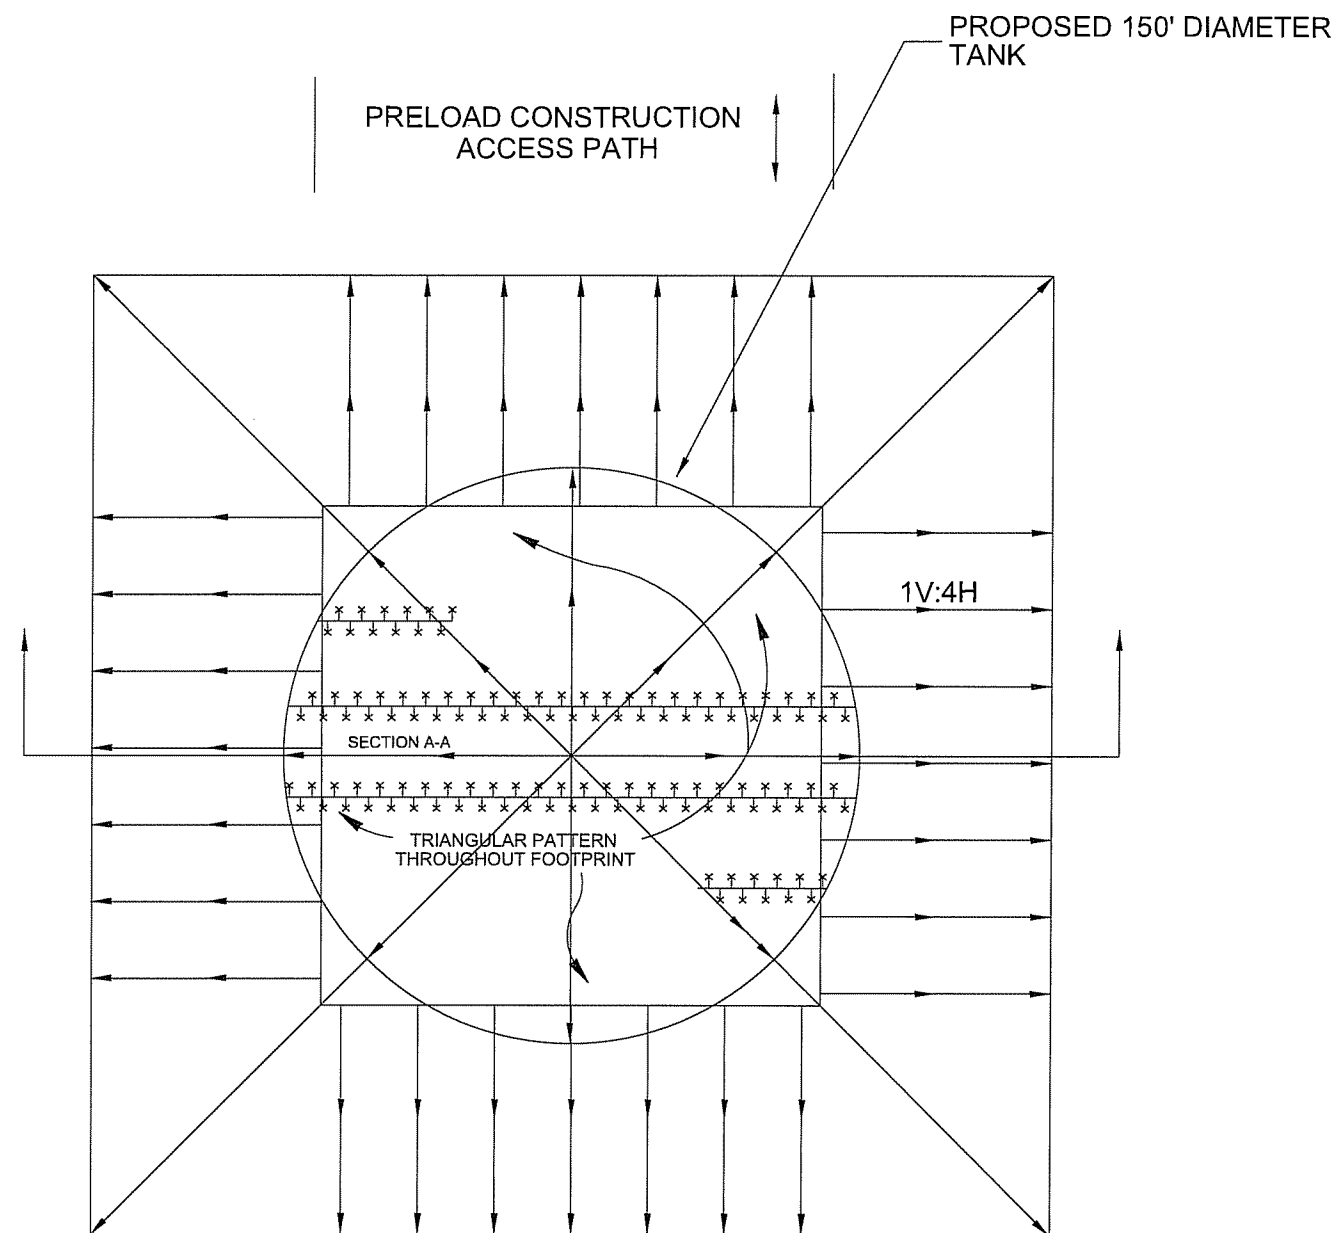 PROPOSED 150' DIAMETER
TANK
PRELOAD CONSTRUCTION
ACCESS PATH
1V:4H
SECTION A-A
TRIANGULAR PATTERN
THROUGHOUT FOOTPRINT